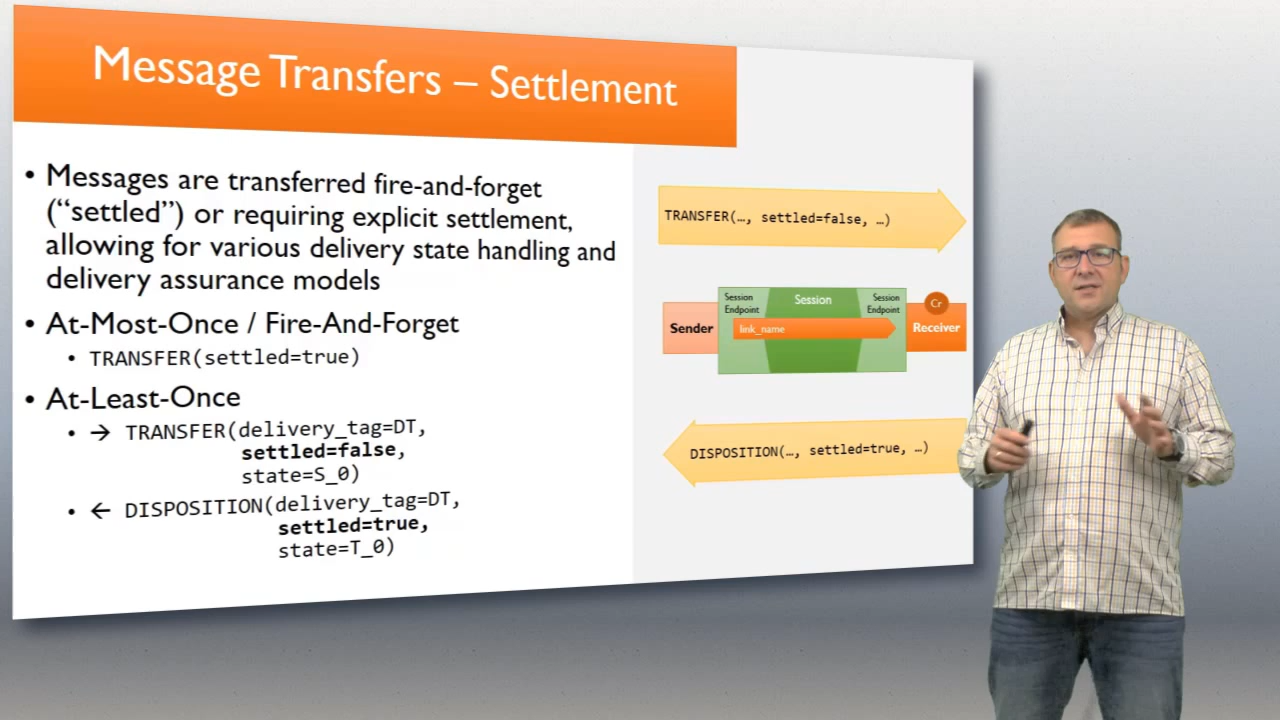 Message Transfers – Settlement
• Messages are transferred fire-and-forget
(“settled”) or requiring explicit settlement,
allowing for various delivery state handling and
delivery assurance models
• At-Most-Once / Fire-And-Forget
• TRANSFER(settled=true)
• At-Least-Once
• → TRANSFER(delivery_tag=DT,
settled=false,
state=S_0)
• ← DISPOSITION(delivery_tag=DT,
settled=true,
state=T_0)
TRANSFER(…, settled=false, …)
Session
Endpoint
Session
Session
Endpoint
Cr
Sender
link_name
Receiver
DISPOSITION(…, settled=true, …)